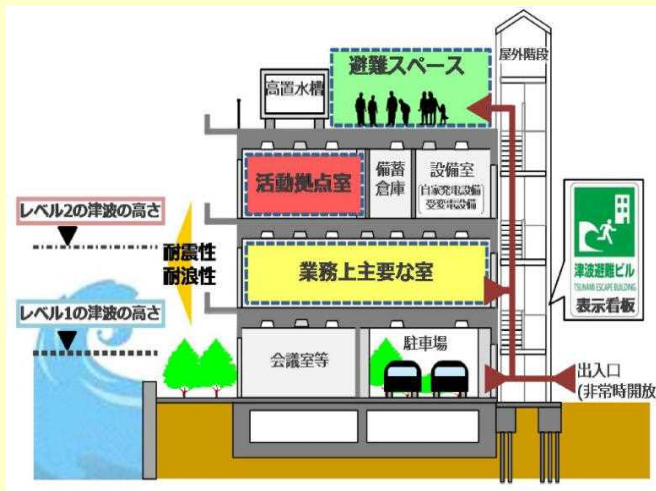 避難スペース
屋外階段
高置水槽
活動拠点室
備蓄
倉庫
設備室
(自家発電設備
受変電設備)
レベル2の津波の高さ
耐震性
耐浪性
業務上主要な室
津波避難ビル
TSUNAMI ESCAPE BUILDING
表示看板
レベル1の津波の高さ
会議室等
駐車場
出入口
(非常時開放